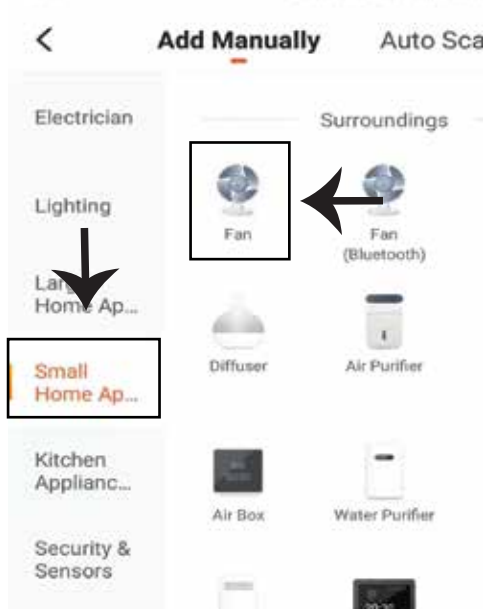 Add Manually
Auto Sca
Electrician
Lighting
Home Ap...
Small
Home Ap...
Kitchen
Applianc...
Security &
Sensors
Surroundings
Fan
Fan
(Bluetooth)
Diffuser
Air Purifier
Air Box
Water Purifier